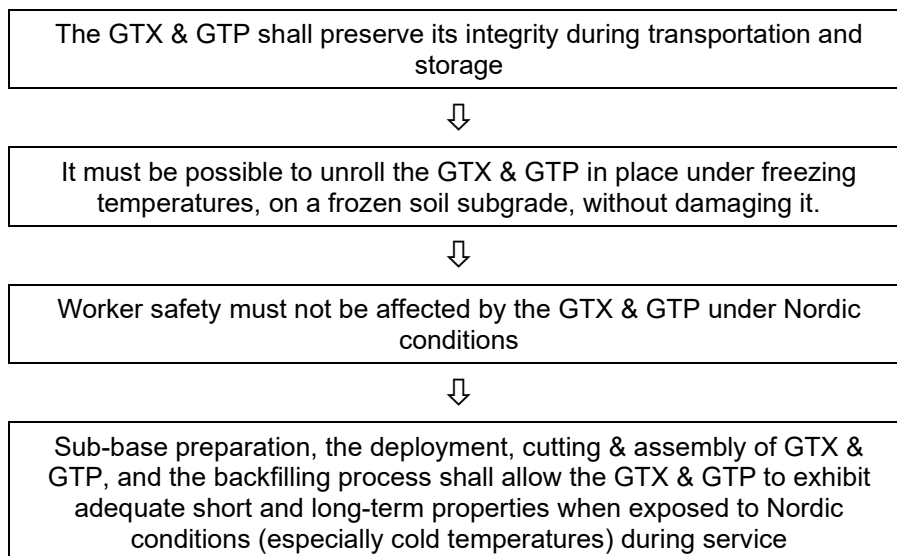 The GTX & GTP shall preserve its integrity during transportation and
storage
⇩
It must be possible to unroll the GTX & GTP in place under freezing
temperatures, on a frozen soil subgrade, without damaging it.
⇩
Worker safety must not be affected by the GTX & GTP under Nordic
conditions
⇩
Sub-base preparation, the deployment, cutting & assembly of GTX &
GTP, and the backfilling process shall allow the GTX & GTP to exhibit
adequate short and long-term properties when exposed to Nordic
conditions (especially cold temperatures) during service